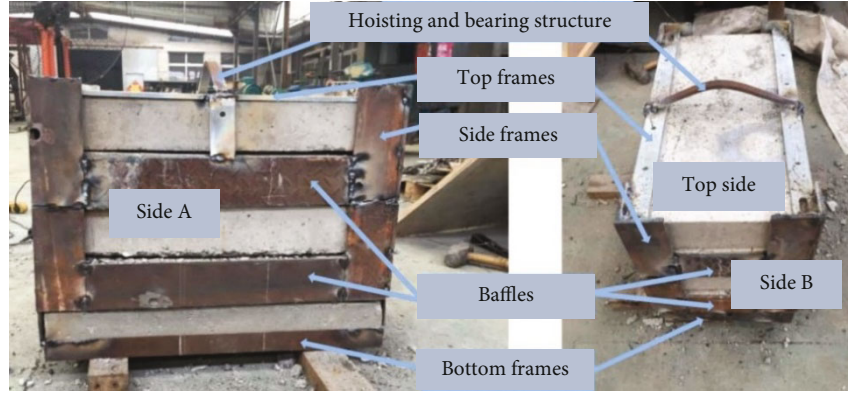 Hoisting and bearing structure
Top frames
Side frames
Top side
Side A
Side B
Baffles
Bottom frames